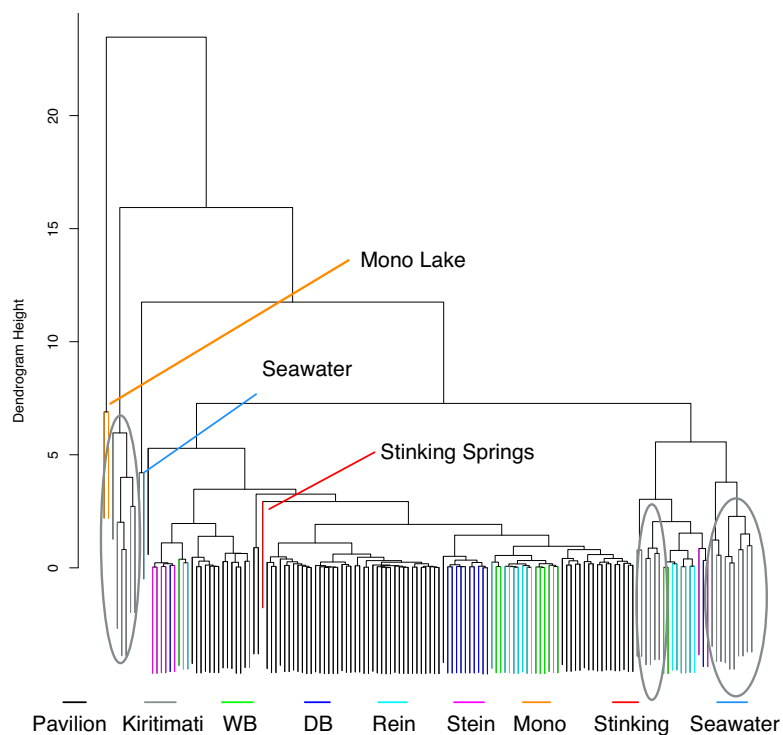 20
15
10
5
0
Dendrogram Height
Mono Lake
Seawater
Stinking Springs
Pavilion Kiritimati WB DB Rein Stein Mono Stinking Seawater